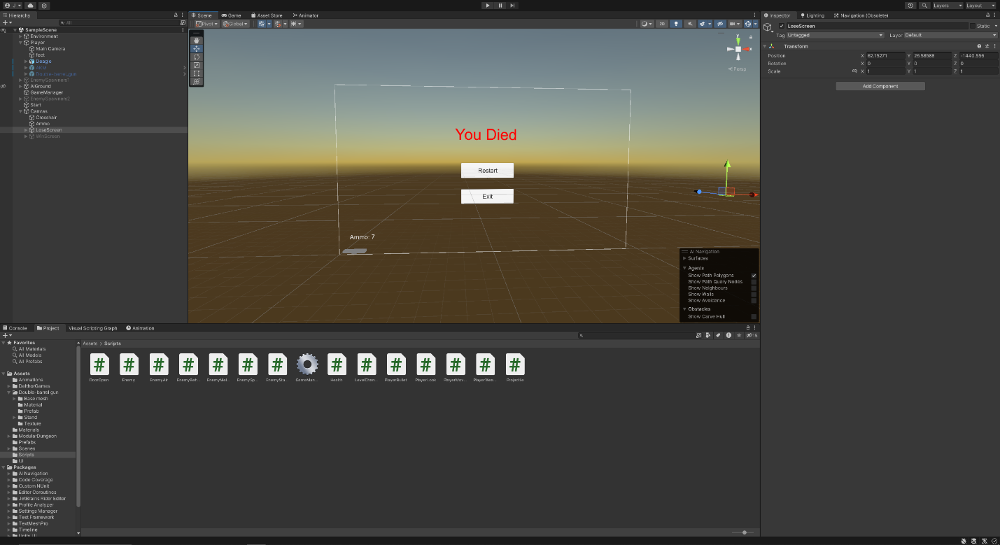 J
Layers
Layout
Hierarchy
All
SampleScene
Environment
Player
Main Camera
feet
Deagle
AKM
Double-barrel_gun
EnemySpawners1
AIGround
GameManager
EnemySpawners2
Start
Canvas
Crosshair
Ammo
LoseScreen
WinScreen
Scene
Game
Asset Store
Animator
Pivot
Global
2D
y
x
Persp
You Died
Restart
Exit
Ammo: 7
AI Navigation
Surfaces
Agents
Show Path Polygons
Show Path Query Nodes
Show Neighbours
Show Walls
Show Avoidance
Obstacles
Show Carve Hull
Inspector
Lighting
Navigation (Obsolete)
LoseScreen
Static
Tag Untagged
Layer Default
Transform
Position X 62.15271 Y 26.58588 Z -1440.556
Rotation X 0 Y 0 Z 0
Scale X 1 Y 1 Z 1
Add Component
Console
Project
Visual Scripting Graph
Animation
15
Favorites
All Materials
All Models
All Prefabs
Assets
Animations
DelthorGames
Double-barrel gun
Base mesh
Material
Prefab
Stand
Texture
Materials
ModularDungeon
Prefabs
Scenes
Scripts
UI
Packages
AI Navigation
Code Coverage
Custom NUnit
Editor Coroutines
JetBrains Rider Editor
Profile Analyzer
Settings Manager
Test Framework
TextMeshPro
Timeline
Unity UI
Assets > Scripts
DoorOpen
Enemy
EnemyAir
EnemyBeh...
EnemyMel...
EnemySp...
EnemySta...
GameMan...
Health
LevelChan...
PlayerBullet
PlayerLook
PlayerMov...
PlayerWea...
Projectile